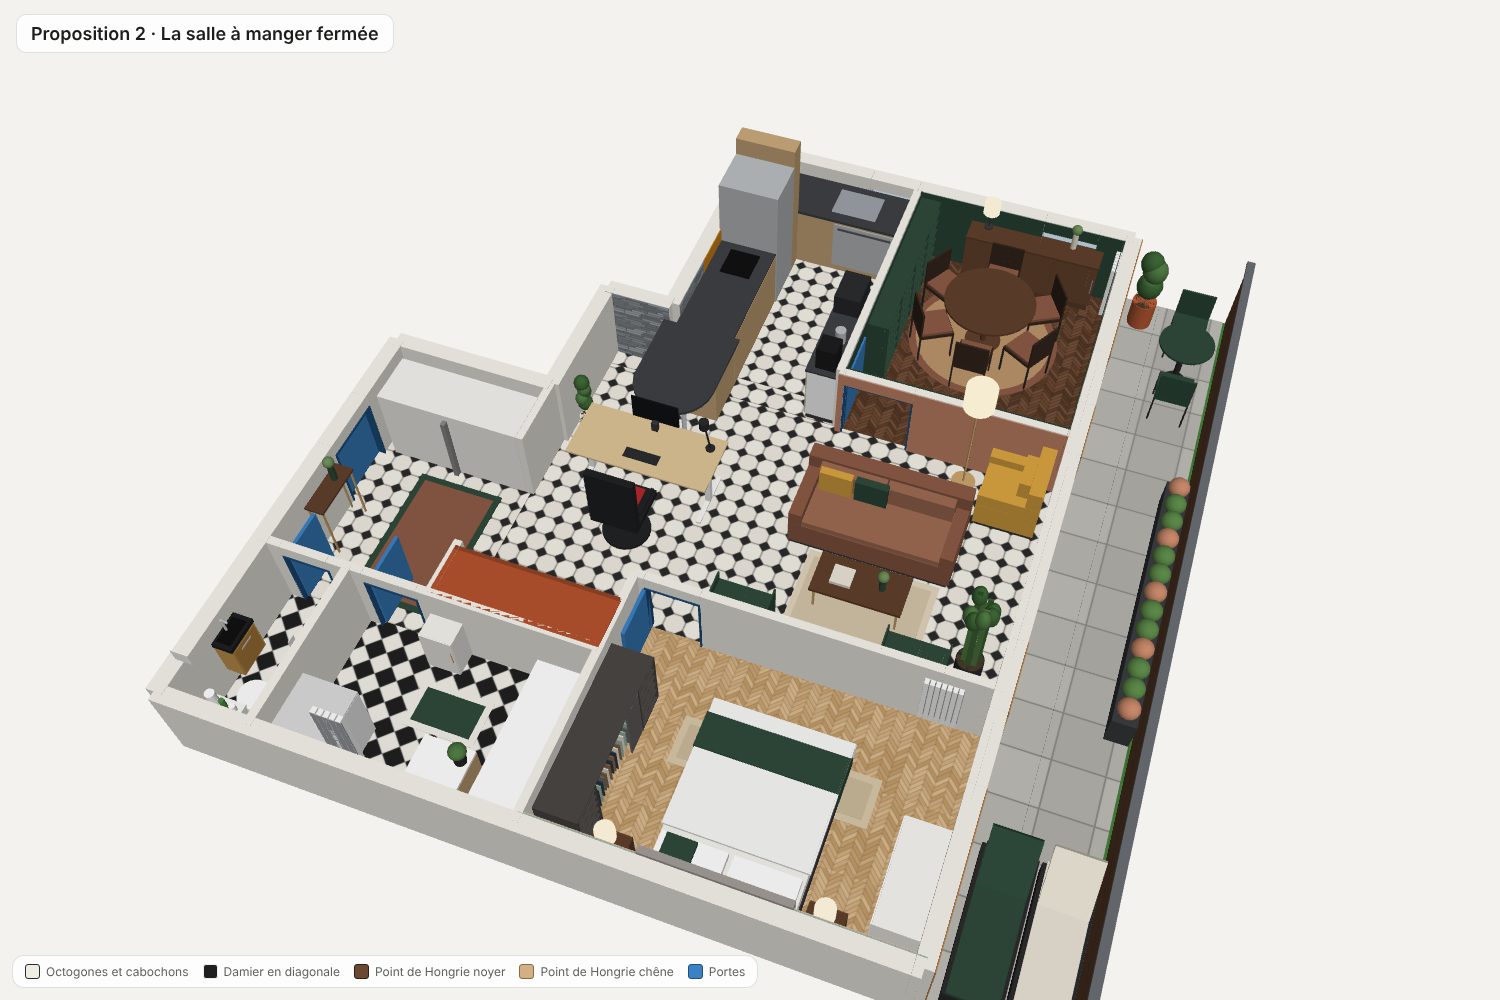 Proposition 2 · La salle à manger fermée
Octogones et cabochons
Damier en diagonale
Point de Hongrie noyer
Point de Hongrie chêne
Portes